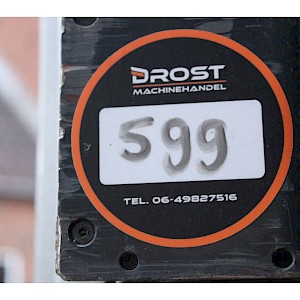 DROST
MACHINEHANDEL
599
TEL. 06-49827516